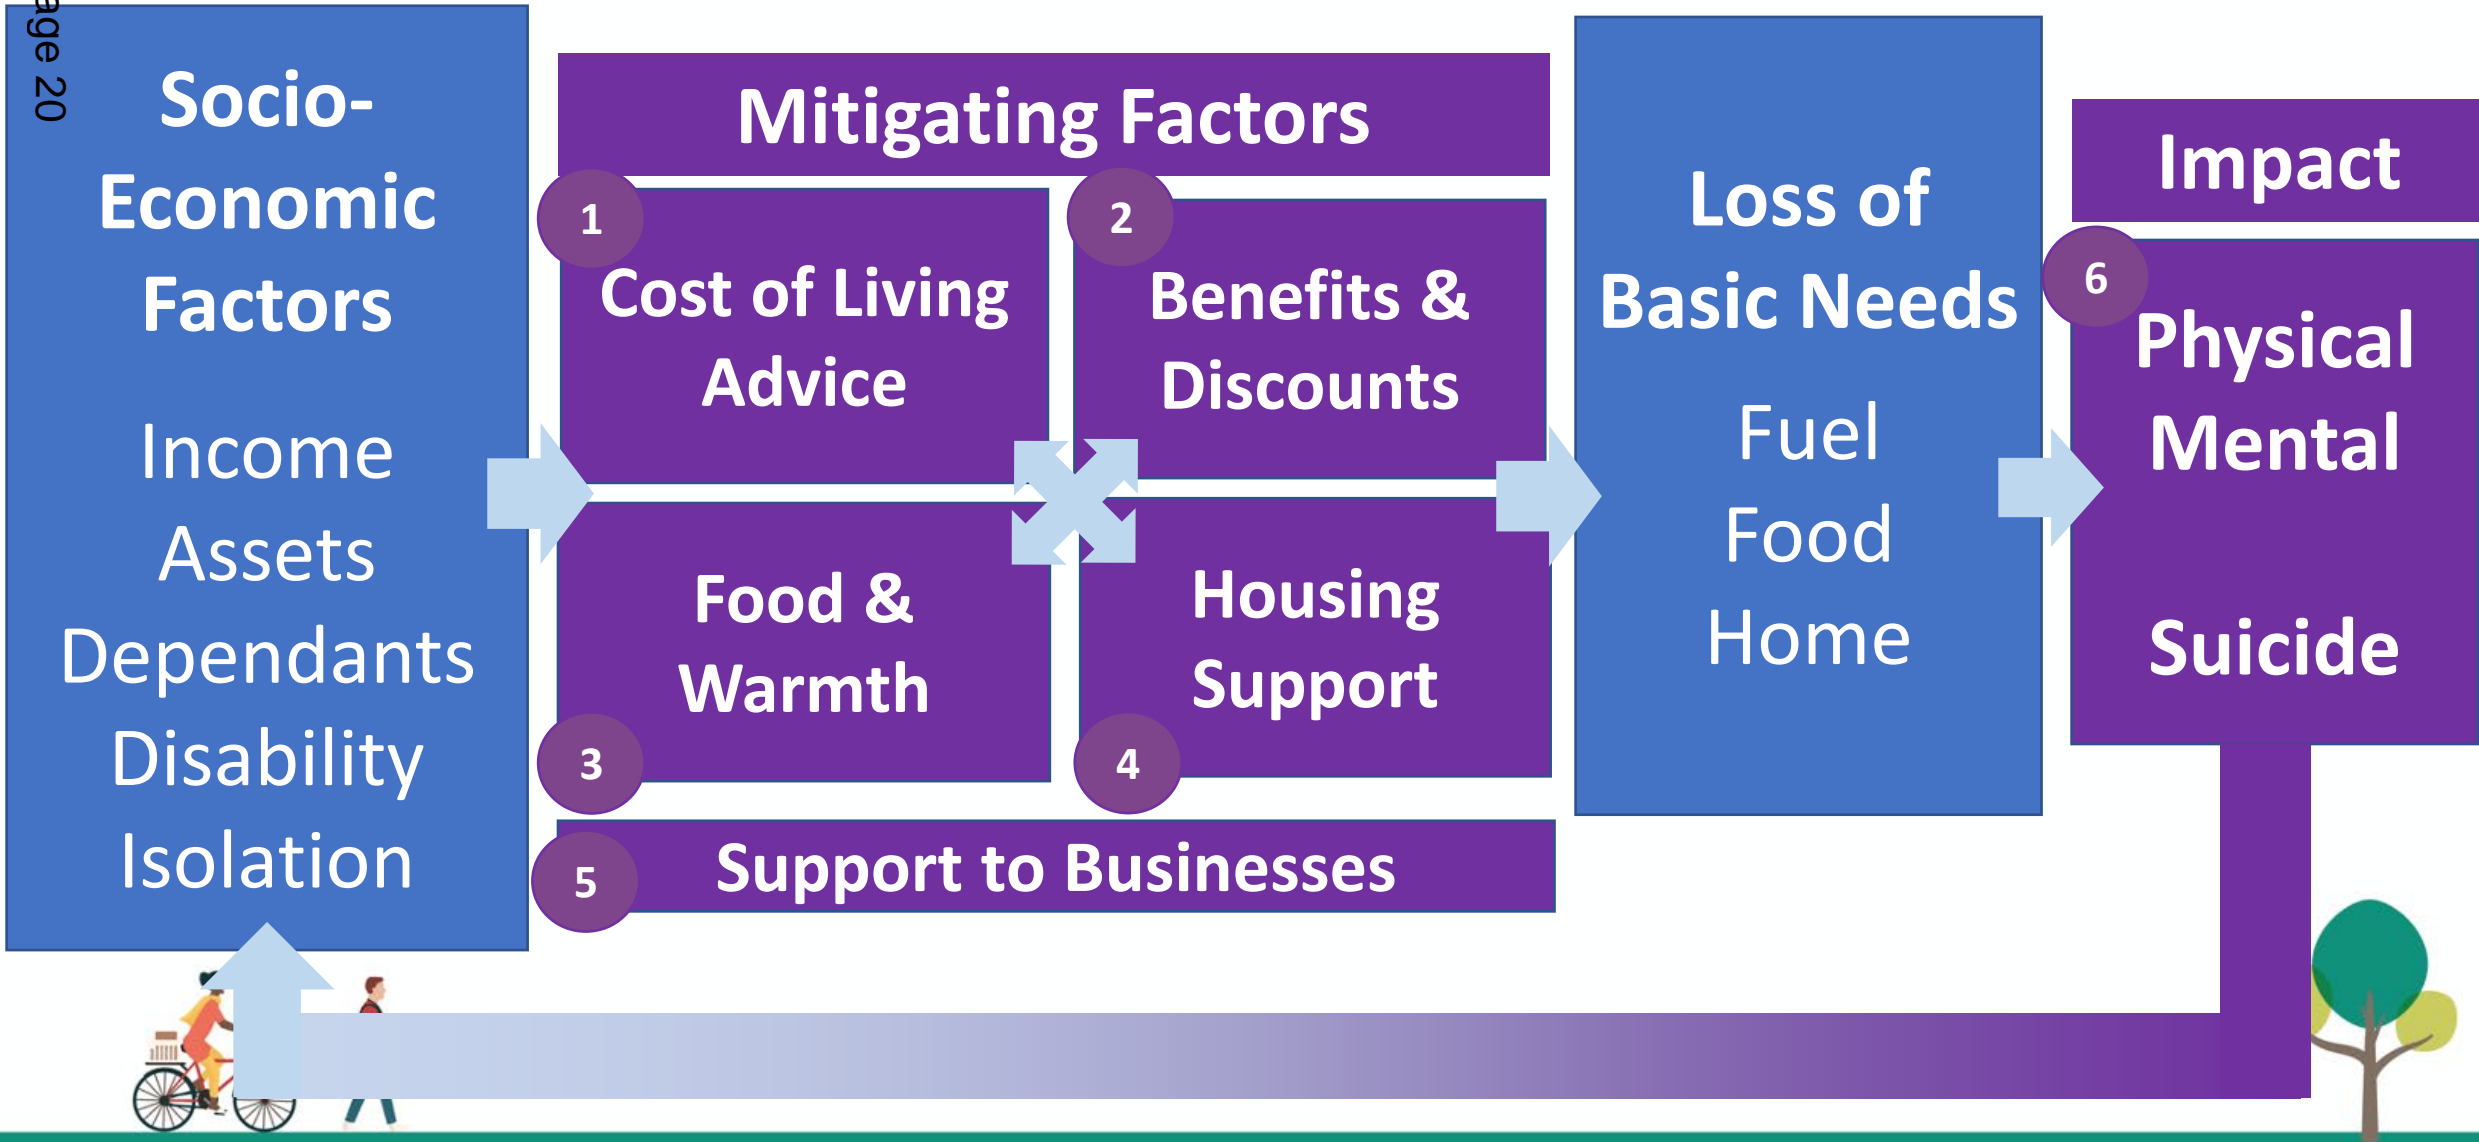 age 20
Socio-
Economic
Factors
Income
Assets
Dependants
Disability
Isolation
Mitigating Factors
1
Cost of Living
Advice
2
Benefits &
Discounts
Food &
Warmth
3
Housing
Support
4
5
Support to Businesses
Loss of
Basic Needs
Fuel
Food
Home
Impact
6
Physical
Mental
Suicide